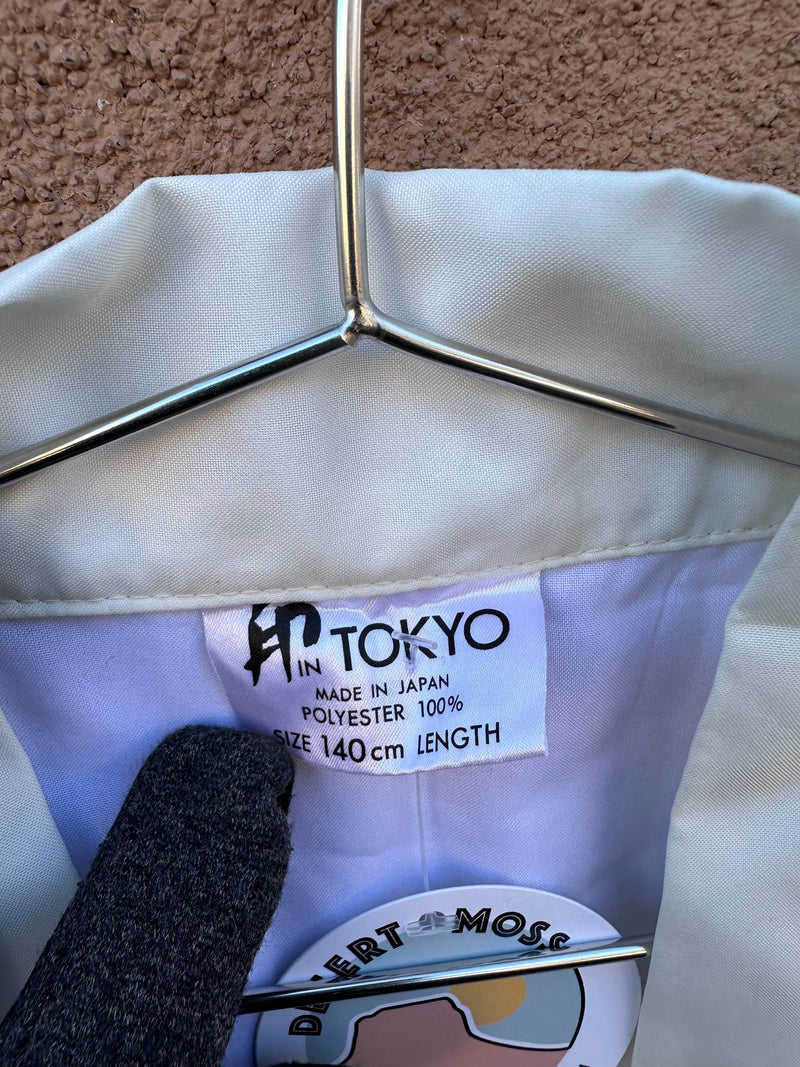 印 IN TOKYO
MADE IN JAPAN
POLYESTER 100%
SIZE 140cm LENGTH
DESERT MOSS